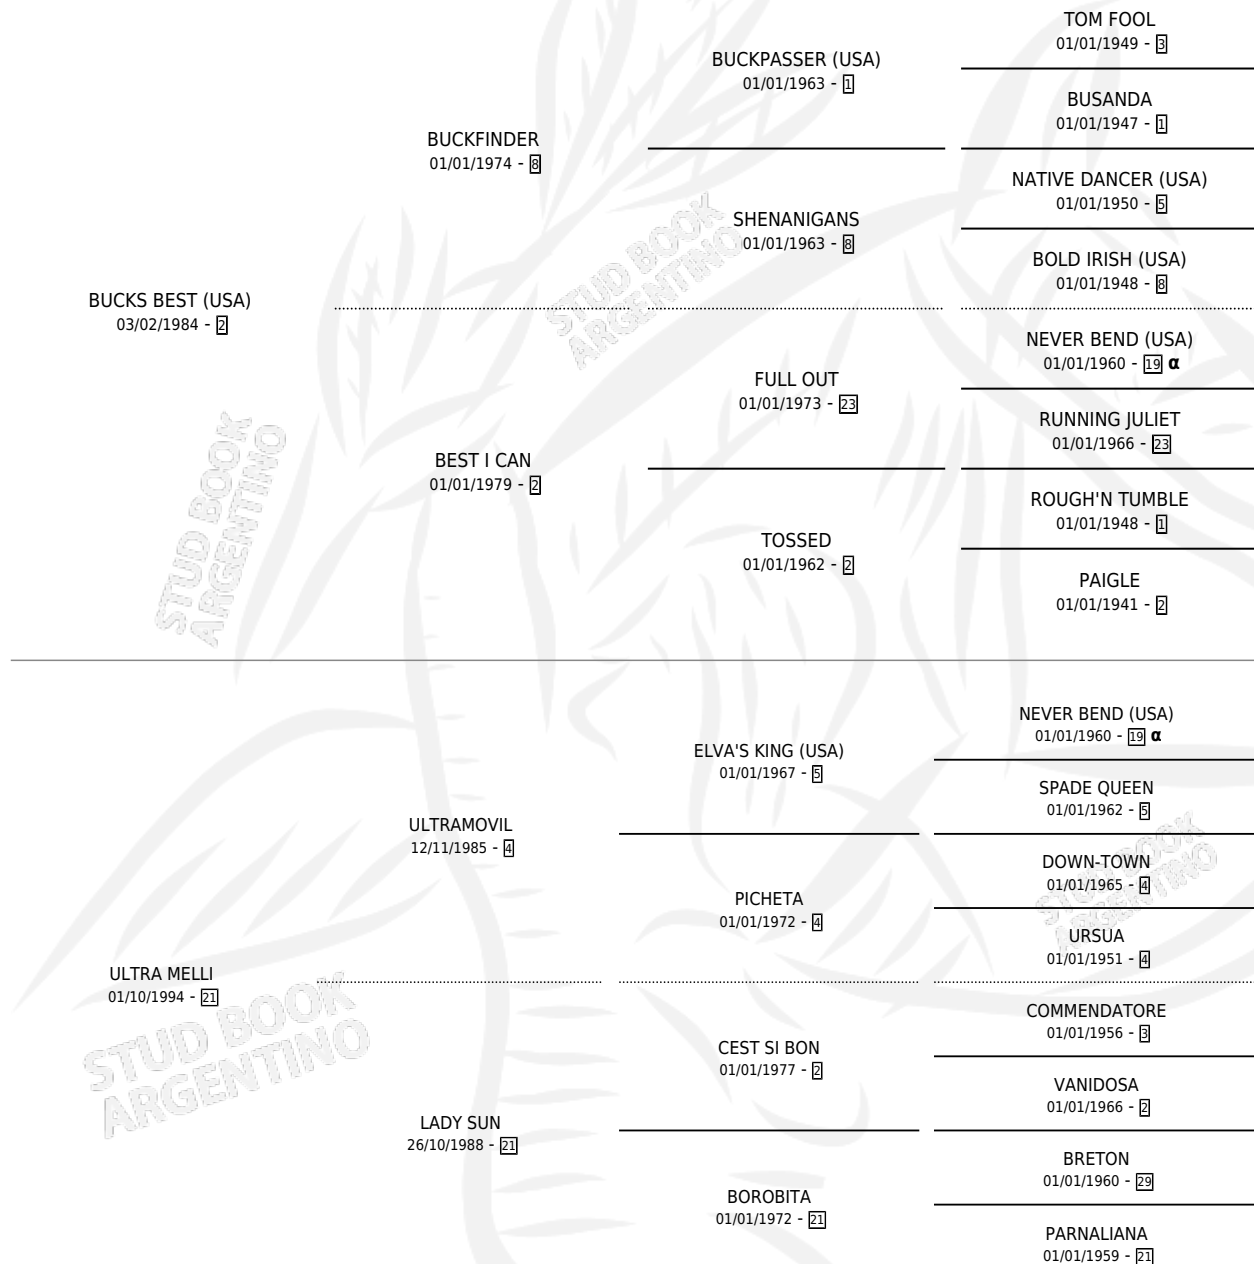 TOM FOOL
01/01/1949 - 3
BUCKPASSER (USA)
01/01/1963 - 1
BUSANDA
01/01/1947 - 1
BUCKFINDER
01/01/1974 - 8
NATIVE DANCER (USA)
01/01/1950 - 5
SHENANIGANS
01/01/1963 - 8
BOLD IRISH (USA)
01/01/1948 - 8
STUD BOOK
ARGENTINO
BUCKS BEST (USA)
03/02/1984 - 2
NEVER BEND (USA)
01/01/1960 - 19 α
FULL OUT
01/01/1973 - 23
RUNNING JULIET
01/01/1966 - 23
BEST I CAN
01/01/1979 - 2
ROUGH'N TUMBLE
01/01/1948 - 1
TOSSED
01/01/1962 - 2
PAIGLE
01/01/1941 - 2
STUD BOOK
ARGENTINO
NEVER BEND (USA)
01/01/1960 - 19 α
ELVA'S KING (USA)
01/01/1967 - 5
SPADE QUEEN
01/01/1962 - 5
ULTRAMOVIL
12/11/1985 - 4
DOWN-TOWN
01/01/1965 - 4
PICHETA
01/01/1972 - 4
URSUA
01/01/1951 - 4
STUD BOOK
ARGENTINO
ULTRA MELLI
01/10/1994 - 21
COMMENDATORE
01/01/1956 - 3
CEST SI BON
01/01/1977 - 2
VANIDOSA
01/01/1966 - 2
LADY SUN
26/10/1988 - 21
BRETON
01/01/1960 - 29
BOROBITA
01/01/1972 - 21
PARNALIANA
01/01/1959 - 21
STUD BOOK
ARGENTINO